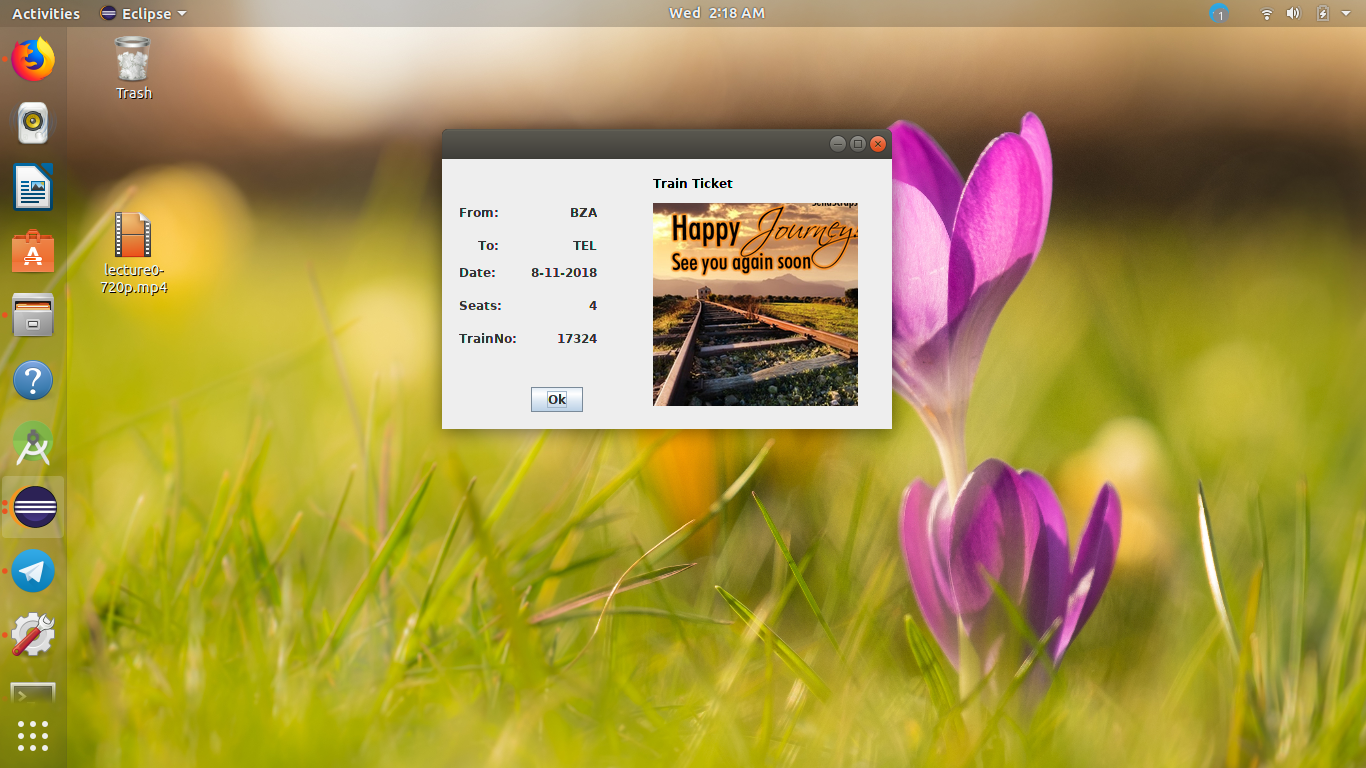 Activities Eclipse Wed 2:18 AM 1
Trash
lecture0-
720p.mp4
Train Ticket
From: BZA
To: TEL
Date: 8-11-2018
Seats: 4
TrainNo: 17324
Ok
Happy Journey!
See you again soon